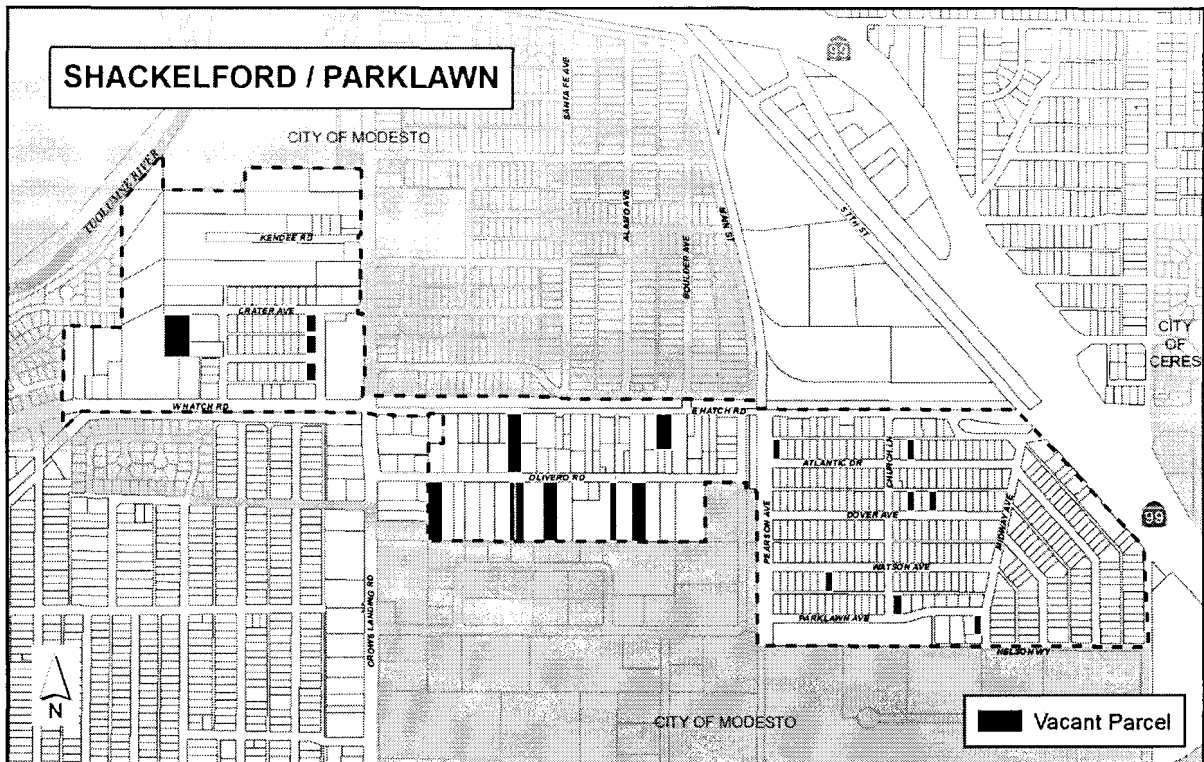 SHACKELFORD / PARKLAWN
CITY OF MODESTO
TUOLUMNE RIVER
SANTA FE AVE
99
ALAMO AVE
BOULDER AVE
S 7TH ST
KENDEE RD
CRATER AVE
CITY
OF
CERES
W HATCH RD
E HATCH RD
ATLANTIC DR
CHURCH LN
OLIVERO RD
DOVER AVE
PEARSON AVE
MIDWAY AVE
99
WATSON AVE
CROWS LANDING RD
PARKLAWN AVE
NELSON WY
N
CITY OF MODESTO
Vacant Parcel